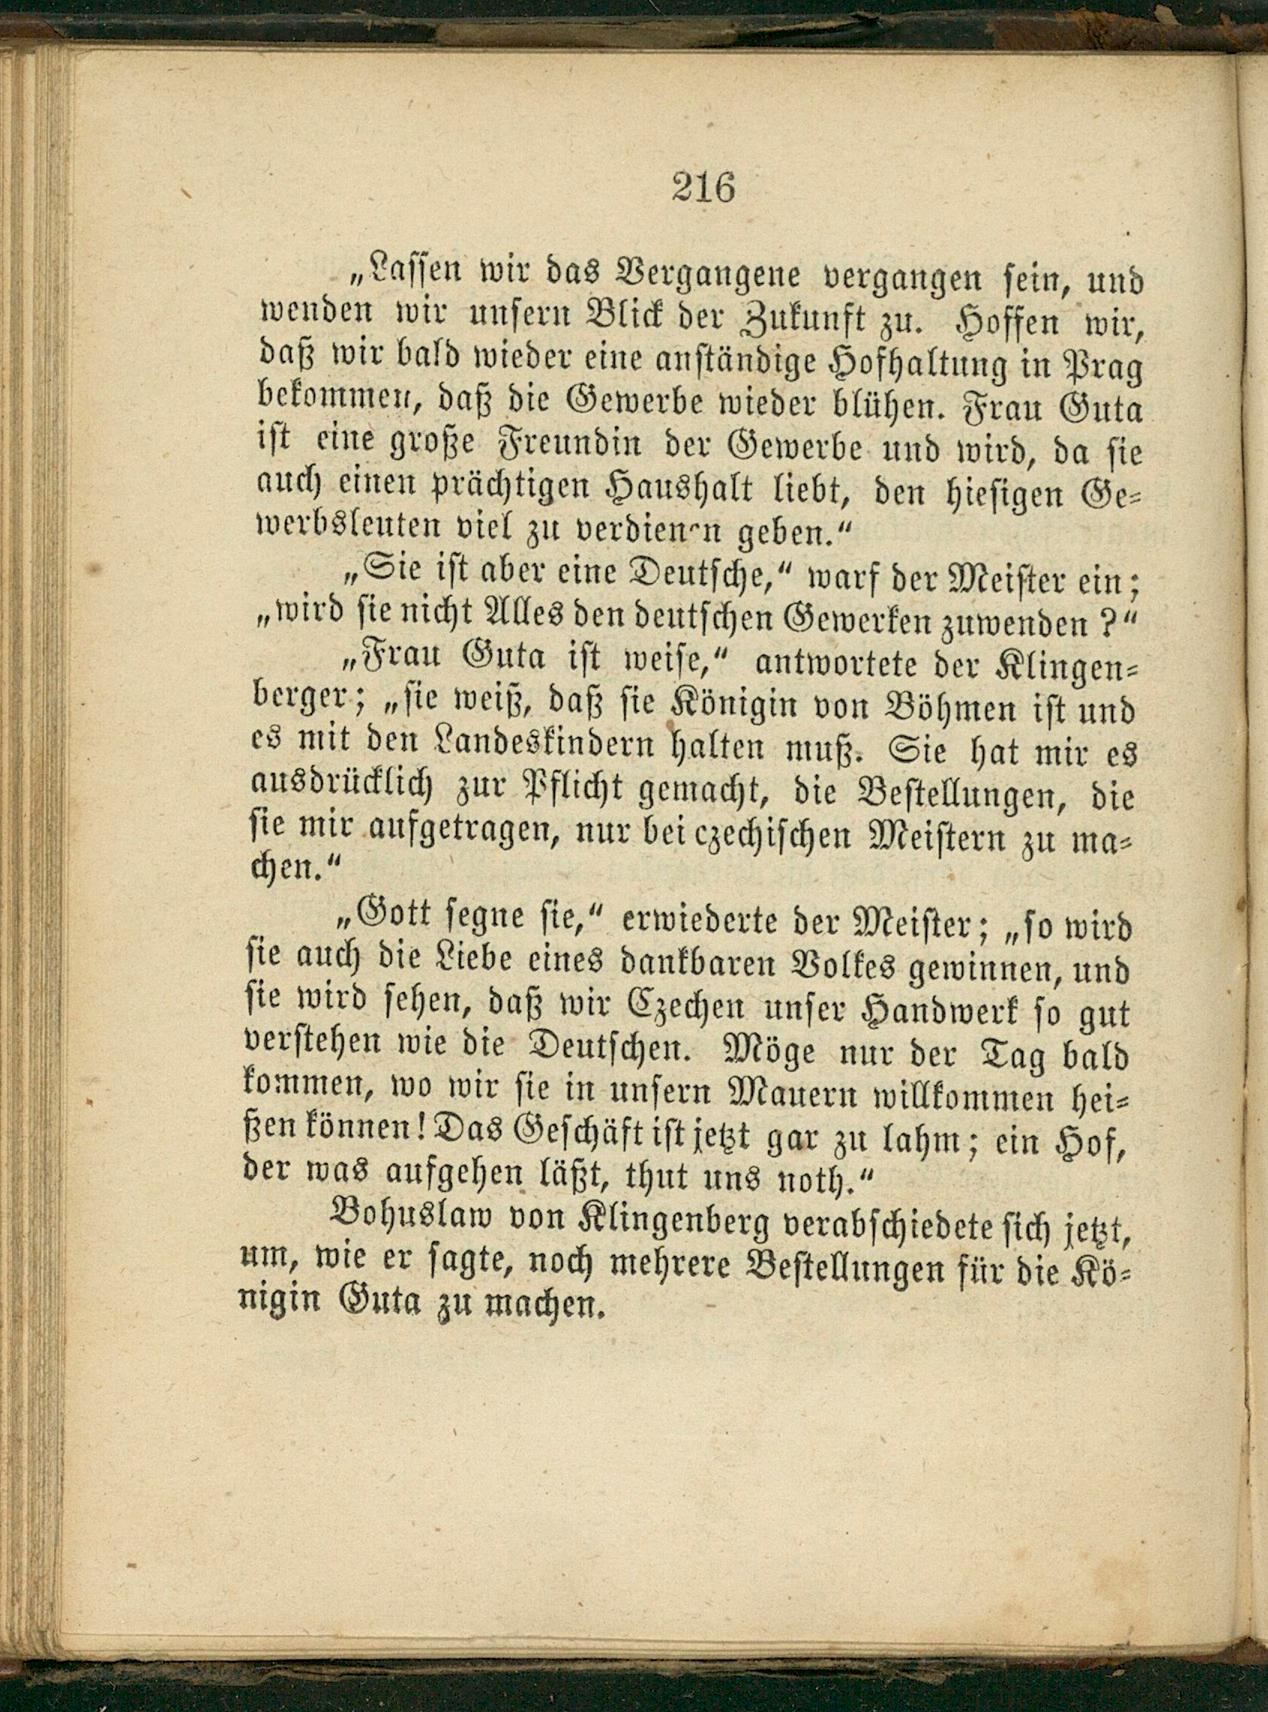 216
„Lassen wir das Vergangene vergangen sein, und
wenden wir unsern Blick der Zukunft zu. Hoffen wir,
daß wir bald wieder eine anständige Hofhaltung in Prag
bekommen, daß die Gewerbe wieder blühen. Frau Guta
ist eine große Freundin der Gewerbe und wird, da sie
auch einen prächtigen Haushalt liebt, den hiesigen Ge-
werbsleuten viel zu verdienen geben.“
„Sie ist aber eine Deutsche,“ warf der Meister ein;
„wird sie nicht Alles den deutschen Gewerken zuwenden?“
„Frau Guta ist weise,“ antwortete der Klingen-
berger; „sie weiß, daß sie Königin von Böhmen ist und
es mit den Landeskindern halten muß. Sie hat mir es
ausdrücklich zur Pflicht gemacht, die Bestellungen, die
sie mir aufgetragen, nur bei czechischen Meistern zu ma-
chen.“
„Gott segne sie,“ erwiederte der Meister; „so wird
sie auch die Liebe eines dankbaren Volkes gewinnen, und
sie wird sehen, daß wir Czechen unser Handwerk so gut
verstehen wie die Deutschen. Möge nur der Tag bald
kommen, wo wir sie in unsern Mauern willkommen hei-
ßen können! Das Geschäft ist jetzt gar zu lahm; ein Hof,
der was aufgehen läßt, thut uns noth.“
Bohuslaw von Klingenberg verabschiedete sich jetzt,
um, wie er sagte, noch mehrere Bestellungen für die Kö-
nigin Guta zu machen.